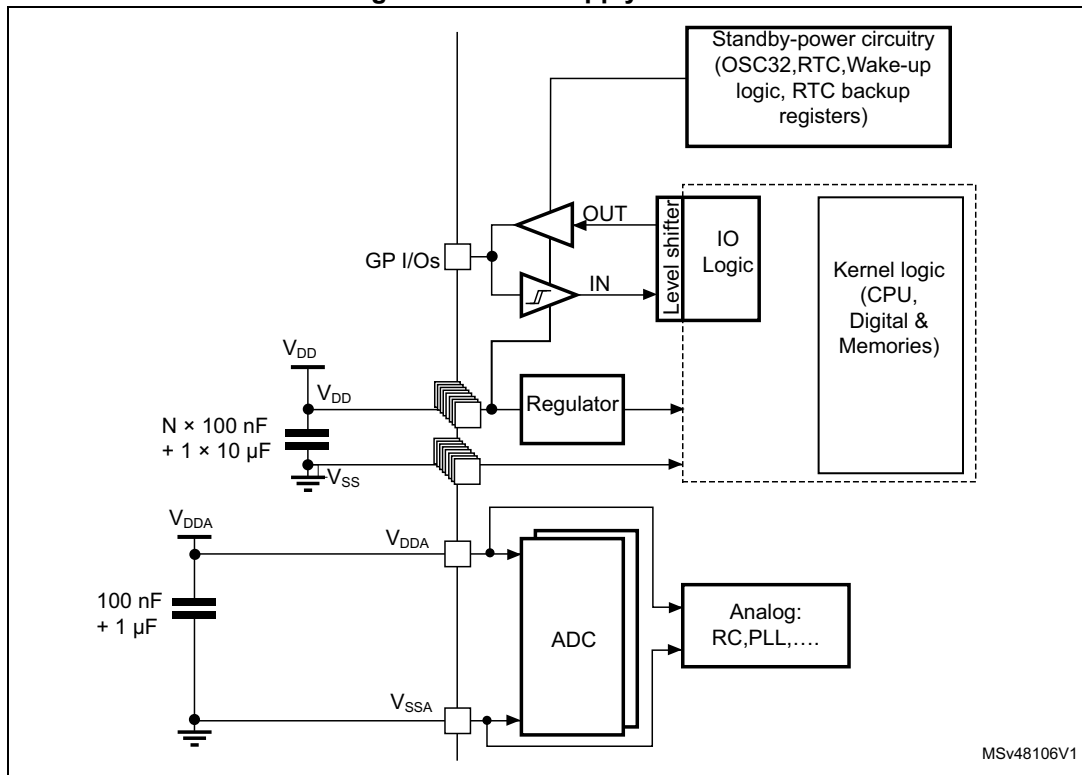 Standby-power circuitry
(OSC32,RTC,Wake-up
logic, RTC backup
registers)
OUT
Level shifter
IO
Logic
GP I/Os
IN
Kernel logic
(CPU,
Digital &
Memories)
VDD
VDD
Regulator
N × 100 nF
+ 1 × 10 µF
VSS
VDDA
VDDA
100 nF
+ 1 µF
ADC
Analog:
RC,PLL,....
VSSA
MSv48106V1